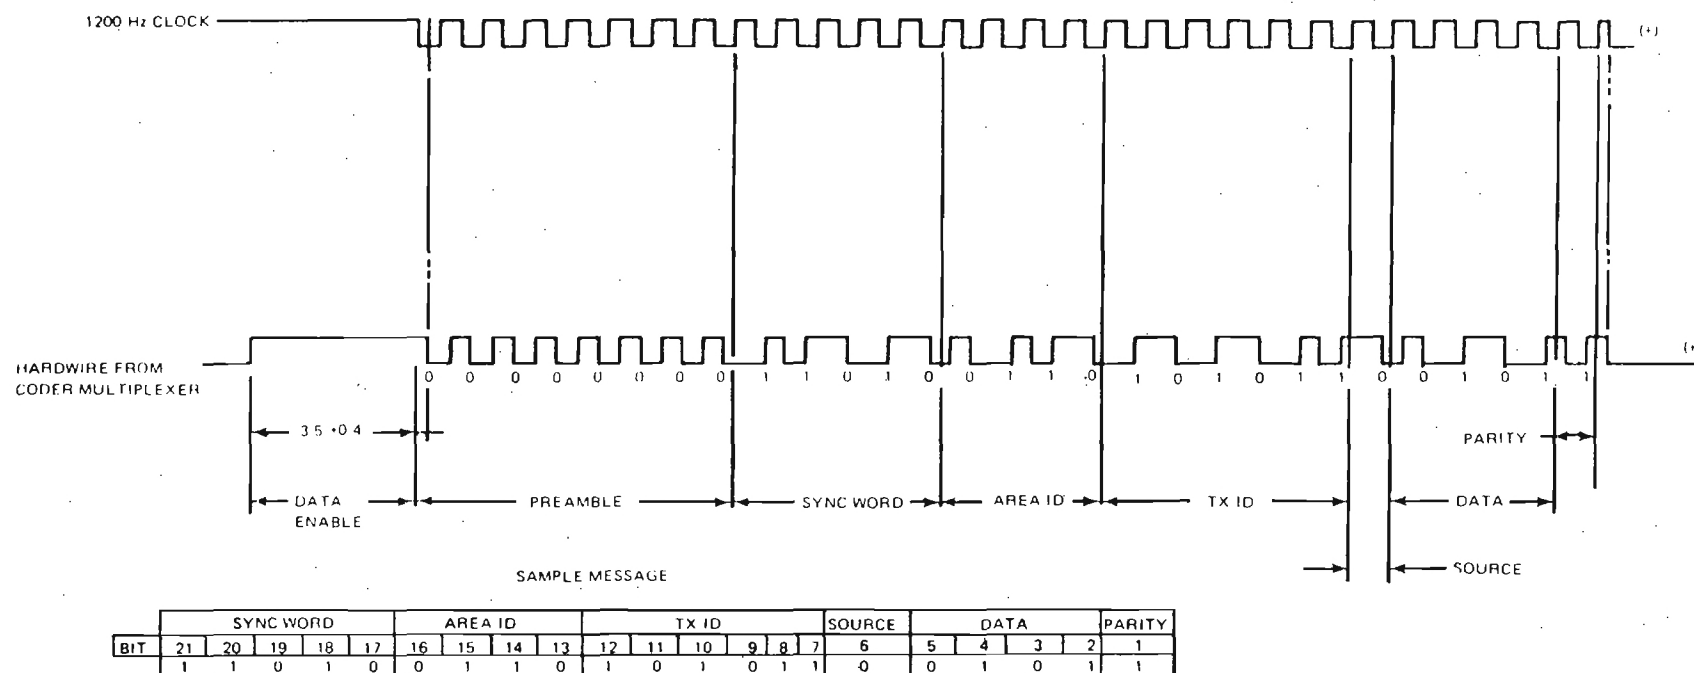 1200 Hz CLOCK
(+)
HARDWIRE FROM
CODER MULTIPLEXER
0 0 0 0 0 0 0 0 1 1 0 1 0 0 1 1 0 1 0 1 0 1 1 0 0 1 0 1 1
3.5 +0.4
PARITY
DATA
ENABLE
PREAMBLE
SYNC WORD
AREA ID
TX ID
DATA
SAMPLE MESSAGE
SOURCE
SYNC WORD AREA ID TX ID SOURCE DATA PARITY
BIT 21 20 19 18 17 16 15 14 13 12 11 10 9 8 7 6 5 4 3 2 1
1 1 0 1 0 0 1 1 0 1 0 1 0 1 1 0 0 1 0 1 1